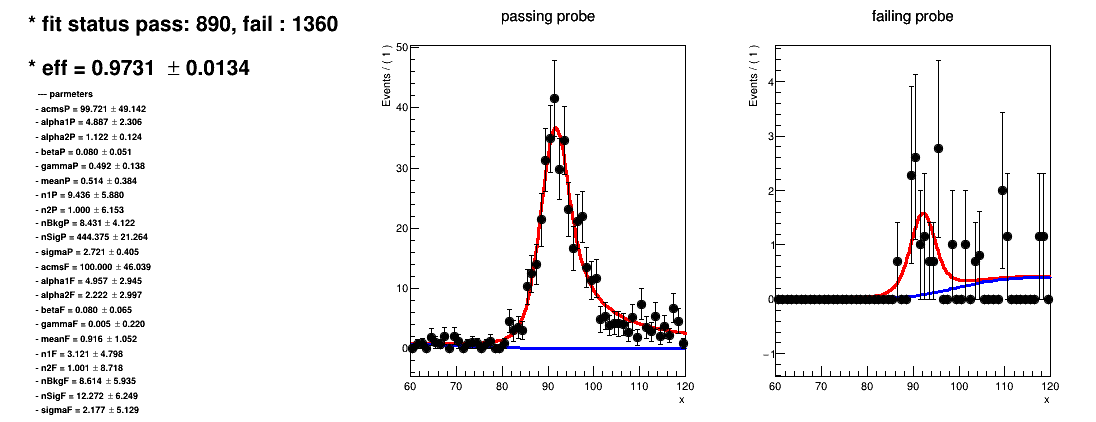 * fit status pass: 890, fail : 1360
* eff = 0.9731 ± 0.0134
--- parmeters
- acmsP = 99.721 ± 49.142
- alpha1P = 4.887 ± 2.306
- alpha2P = 1.122 ± 0.124
- betaP = 0.080 ± 0.051
- gammaP = 0.492 ± 0.138
- meanP = 0.514 ± 0.384
- n1P = 9.436 ± 5.880
- n2P = 1.000 ± 6.153
- nBkgP = 8.431 ± 4.122
- nSigP = 444.375 ± 21.264
- sigmaP = 2.721 ± 0.405
- acmsF = 100.000 ± 46.039
- alpha1F = 4.957 ± 2.945
- alpha2F = 2.222 ± 2.997
- betaF = 0.080 ± 0.065
- gammaF = 0.005 ± 0.220
- meanF = 0.916 ± 1.052
- n1F = 3.121 ± 4.798
- n2F = 1.001 ± 8.718
- nBkgF = 8.614 ± 5.935
- nSigF = 12.272 ± 6.249
- sigmaF = 2.177 ± 5.129
passing probe
Events / ( 1 )
50
40
30
20
10
0
60 70 80 90 100 110 120
x
failing probe
Events / ( 1 )
4
3
2
1
0
−1
60 70 80 90 100 110 120
x